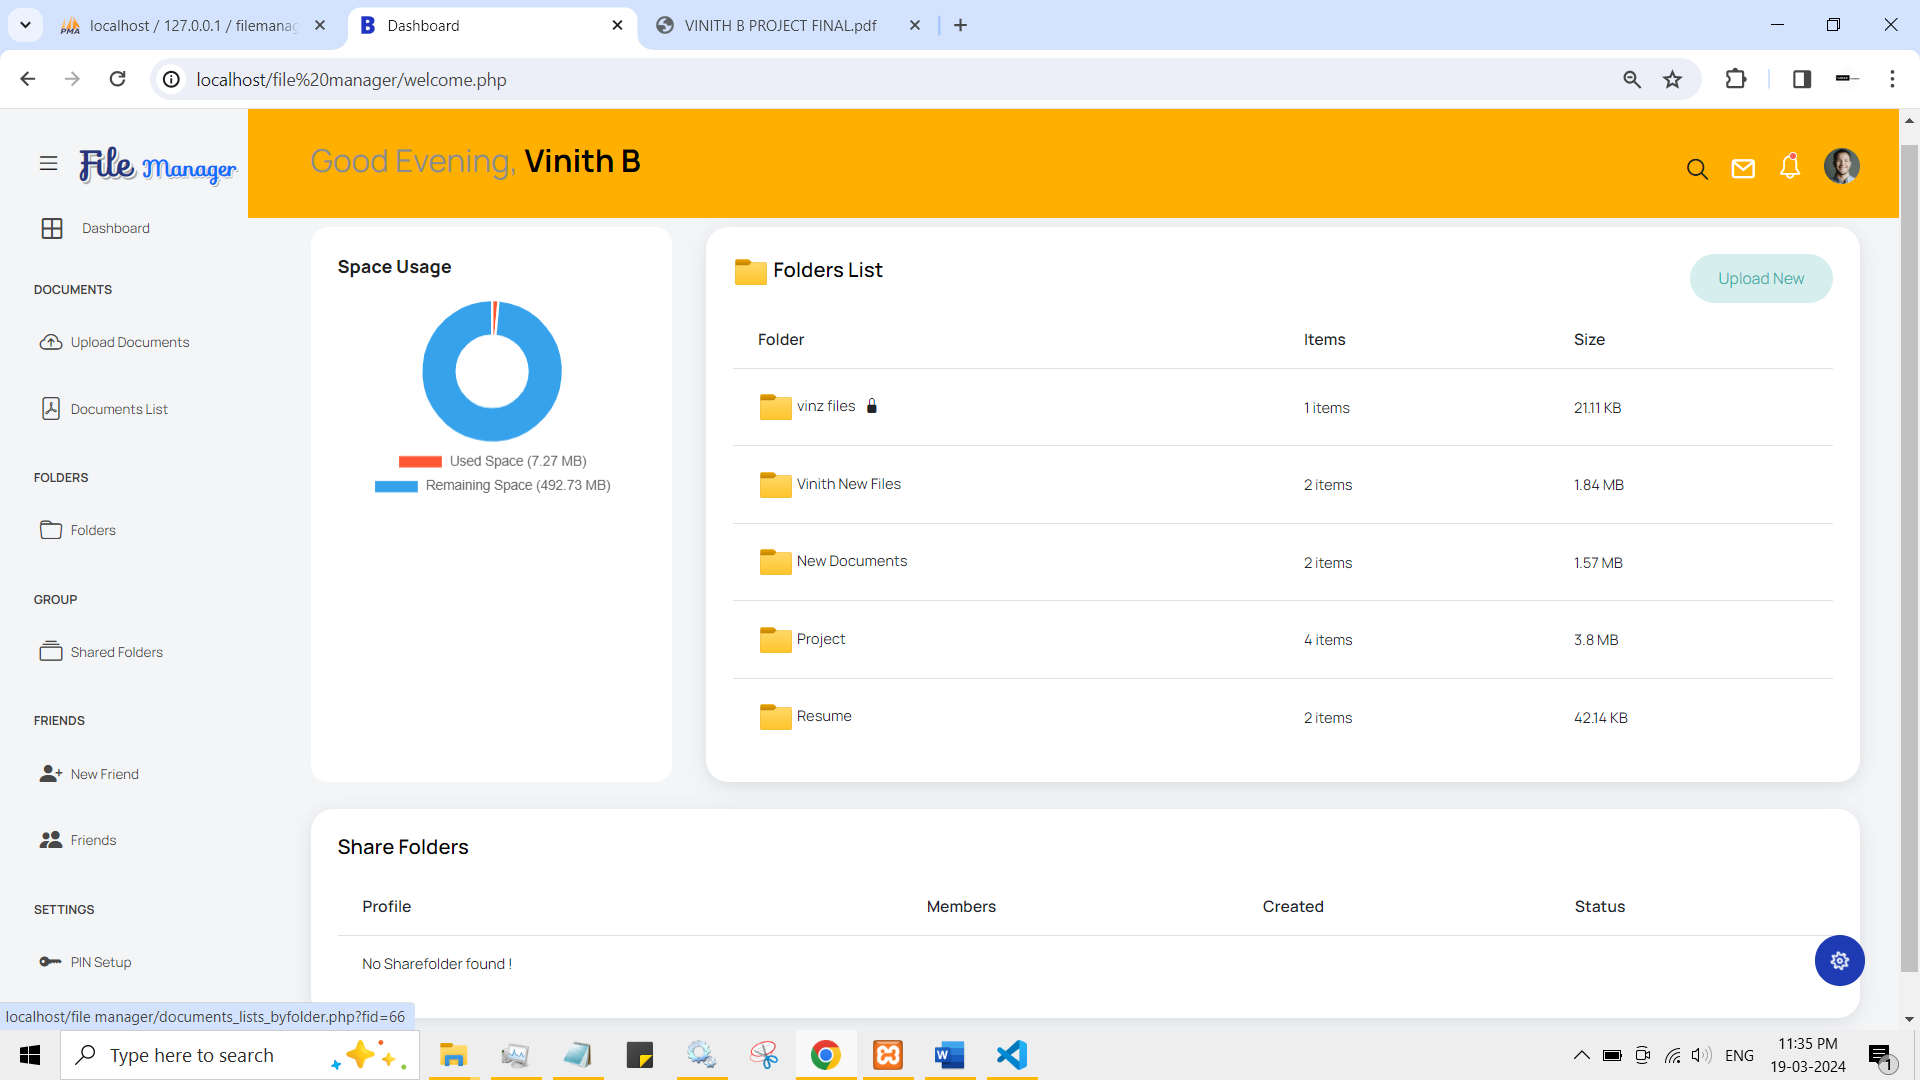 localhost / 127.0.0.1 / filemanag
Dashboard
VINITH B PROJECT FINAL.pdf
localhost/file%20manager/welcome.php
File Manager
Good Evening, Vinith B
Dashboard
DOCUMENTS
Upload Documents
Documents List
FOLDERS
Folders
GROUP
Shared Folders
FRIENDS
New Friend
Friends
SETTINGS
PIN Setup
Space Usage
Used Space (7.27 MB)
Remaining Space (492.73 MB)
Folders List
Upload New
Folder Items Size
vinz files 1 items 21.11 KB
Vinith New Files 2 items 1.84 MB
New Documents 2 items 1.57 MB
Project 4 items 3.8 MB
Resume 2 items 42.14 KB
Share Folders
Profile Members Created Status
No Sharefolder found !
localhost/file manager/documents_lists_byfolder.php?fid=66
Type here to search
ENG
11:35 PM
19-03-2024
1